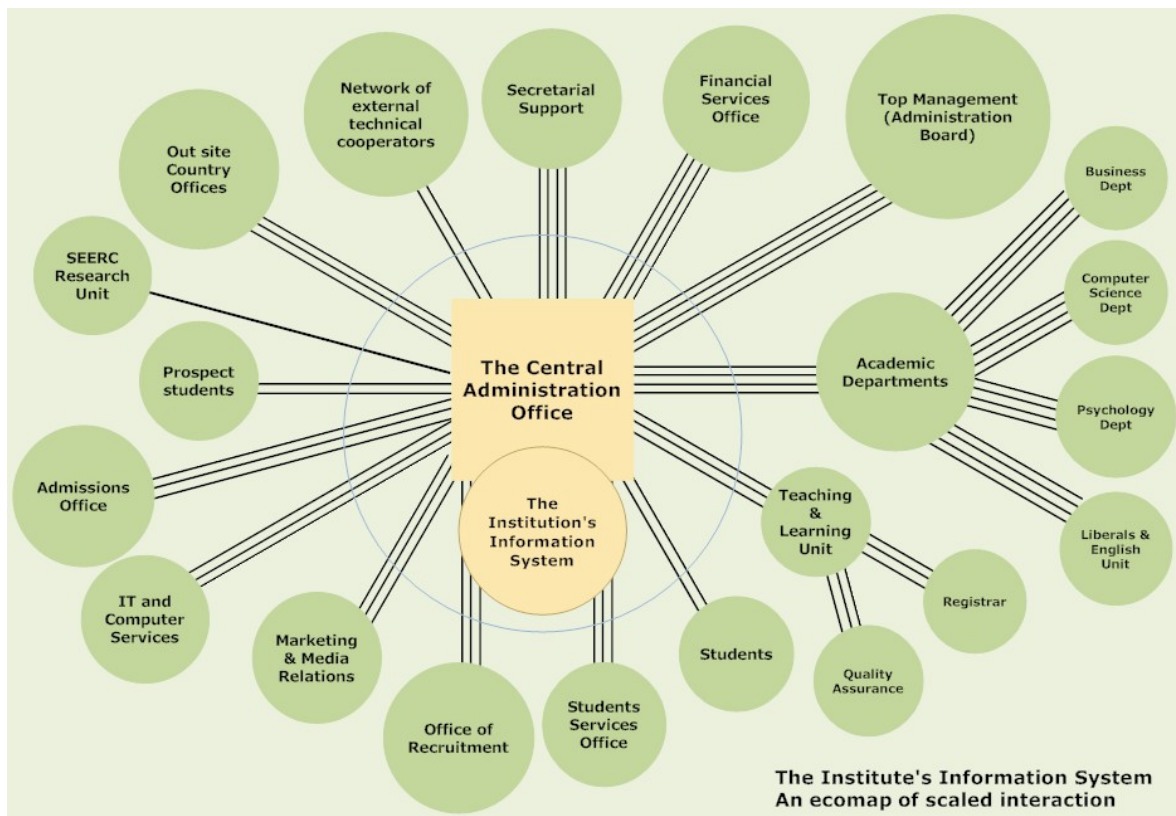 Network of
external
technical
cooperators
Secretarial
Support
Financial
Services
Office
Top Management
(Administration
Board)
Out site
Country
Offices
Business
Dept
SEERC
Research
Unit
Computer
Science
Dept
Prospect
students
The Central
Administration
Office
Academic
Departments
Psychology
Dept
Admissions
Office
The
Institution's
Information
System
Teaching
&
Learning
Unit
Liberals &
English
Unit
IT and
Computer
Services
Registrar
Marketing
& Media
Relations
Students
Quality
Assurance
Office of
Recruitment
Students
Services
Office
The Institute's Information System
An ecomap of scaled interaction